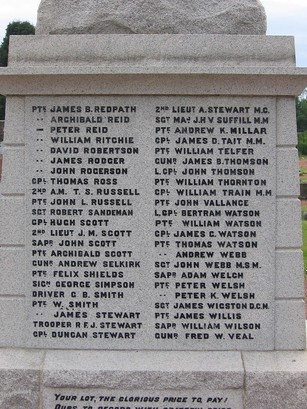 PTE JAMES B. REDPATH
" ARCHIBALD REID
" PETER REID
" WILLIAM RITCHIE
" DAVID ROBERTSON
" JAMES RODGER
" JOHN ROGERSON
CPL THOMAS ROSS
2ND A.M. T. S. RUSSELL
PTE JOHN L. RUSSELL
SGT ROBERT SANDEMAN
CPL HUGH SCOTT
2ND LIEUT J. M. SCOTT
SAPR JOHN SCOTT
PTE ARCHIBALD SCOTT
GUNR ANDREW SELKIRK
PTE FELIX SHIELDS
SIGR GEORGE SIMPSON
DRIVER G. B. SMITH
PTE W. SMITH
" JAMES STEWART
TROOPER R.F.J. STEWART
CPL DUNCAN STEWART
2ND LIEUT A. STEWART M.C.
SGT MAJ J.H.V SUFFILL M.M
PTE ANDREW K. MILLAR
CPL JAMES D. TAIT M.M.
PTE WILLIAM TELFER
GUNR JAMES B. THOMSON
L. CPL JOHN THOMSON
PTE WILLIAM THORNTON
CPL WILLIAM TRAIN M.M
PTE JOHN VALLANCE
L. CPL BERTRAM WATSON
PTE WILLIAM WATSON
CPL JAMES C. WATSON
PTE THOMAS WATSON
" ANDREW WEBB
SGT JOHN WEBB M.S.M.
SAPR ADAM WELCH
PTE PETER WELSH
" PETER K. WELSH
SGT JAMES WIGSTON D.C.M.
PTE JAMES WILLIS
SAPR WILLIAM WILSON
GUNR FRED W. VEAL
YOUR LOT, THE GLORIOUS PRICE TO PAY!
OURS TO RECORD WITH GRATEFUL PRIDE